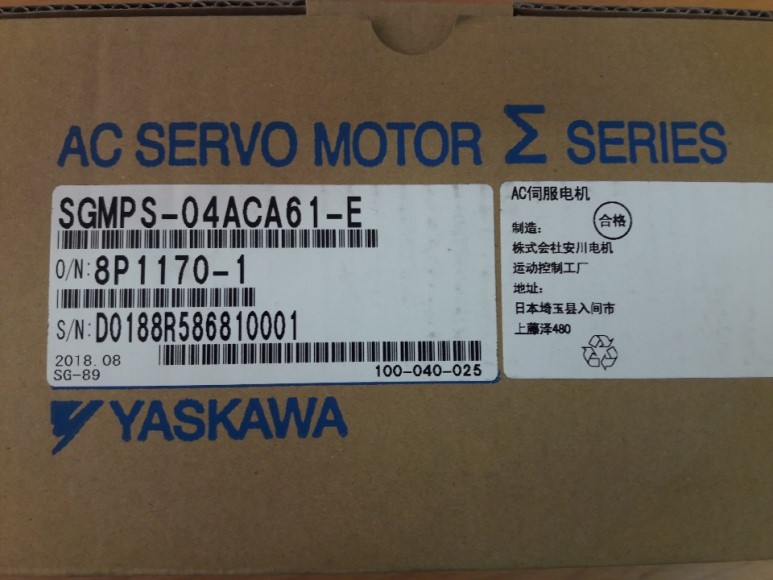 AC SERVO MOTOR Σ SERIES
SGMPS-04ACA61-E
O/N: 8P1170-1
S/N: D0188R586810001
2018.08
SG-89
100-040-025
AC伺服电机
合格
制造:
株式会社安川电机
运动控制工厂
地址:
日本埼玉县入间市
上藤泽480
YASKAWA